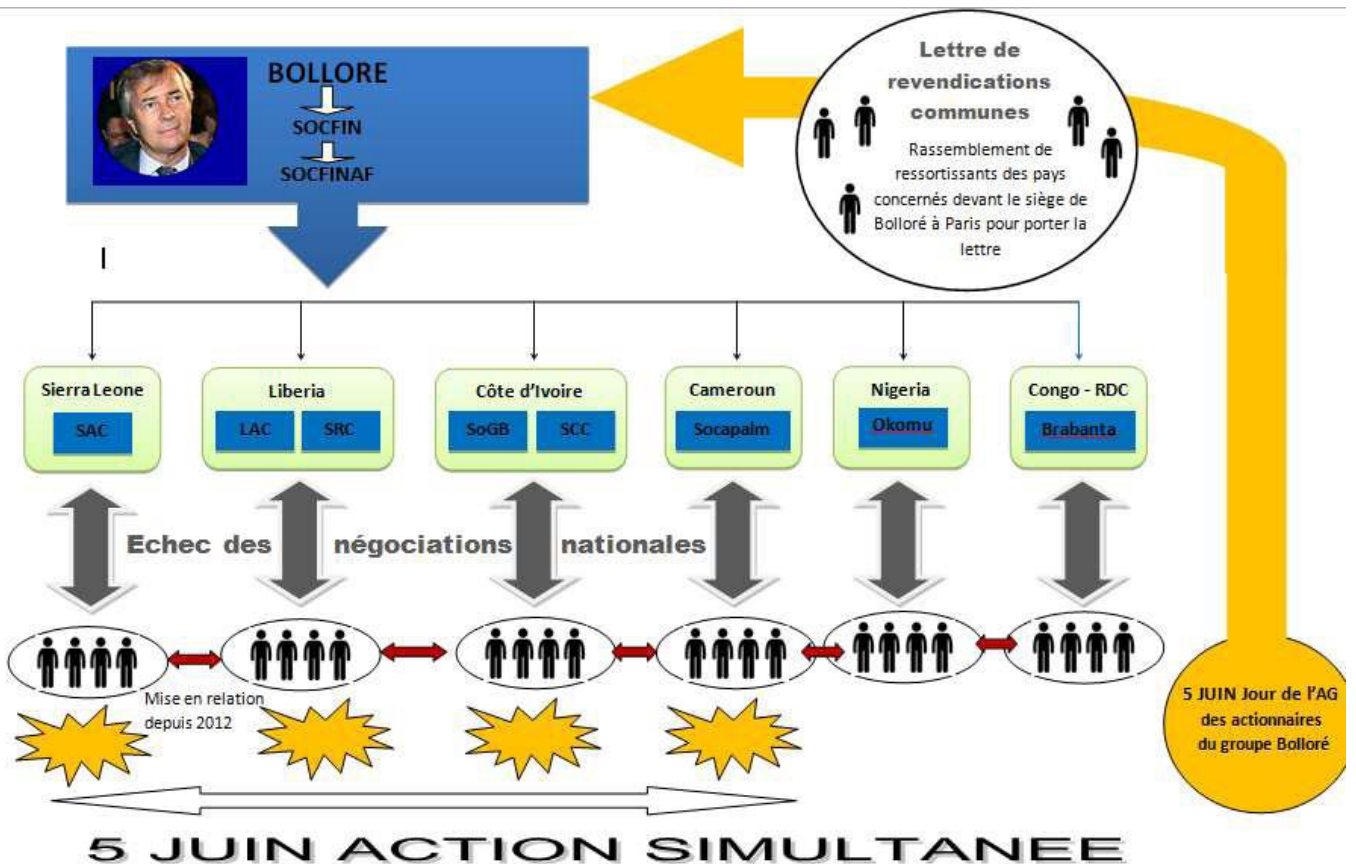 BOLLORE
SOCFIN
SOCFINAF
Lettre de
revendications
communes
Rassemblement de
ressortissants des pays
concernés devant le siège de
Bolloré à Paris pour porter la
lettre
Sierra Leone
SAC
Liberia
LAC SRC
Côte d'Ivoire
SoGB SCC
Cameroun
Socapalm
Nigeria
Okomu
Congo - RDC
Brabanta
Echec des négociations nationales
Mise en relation
depuis 2012
5 JUIN Jour de l'AG
des actionnaires
du groupe Bolloré
5 JUIN ACTION SIMULTANEE